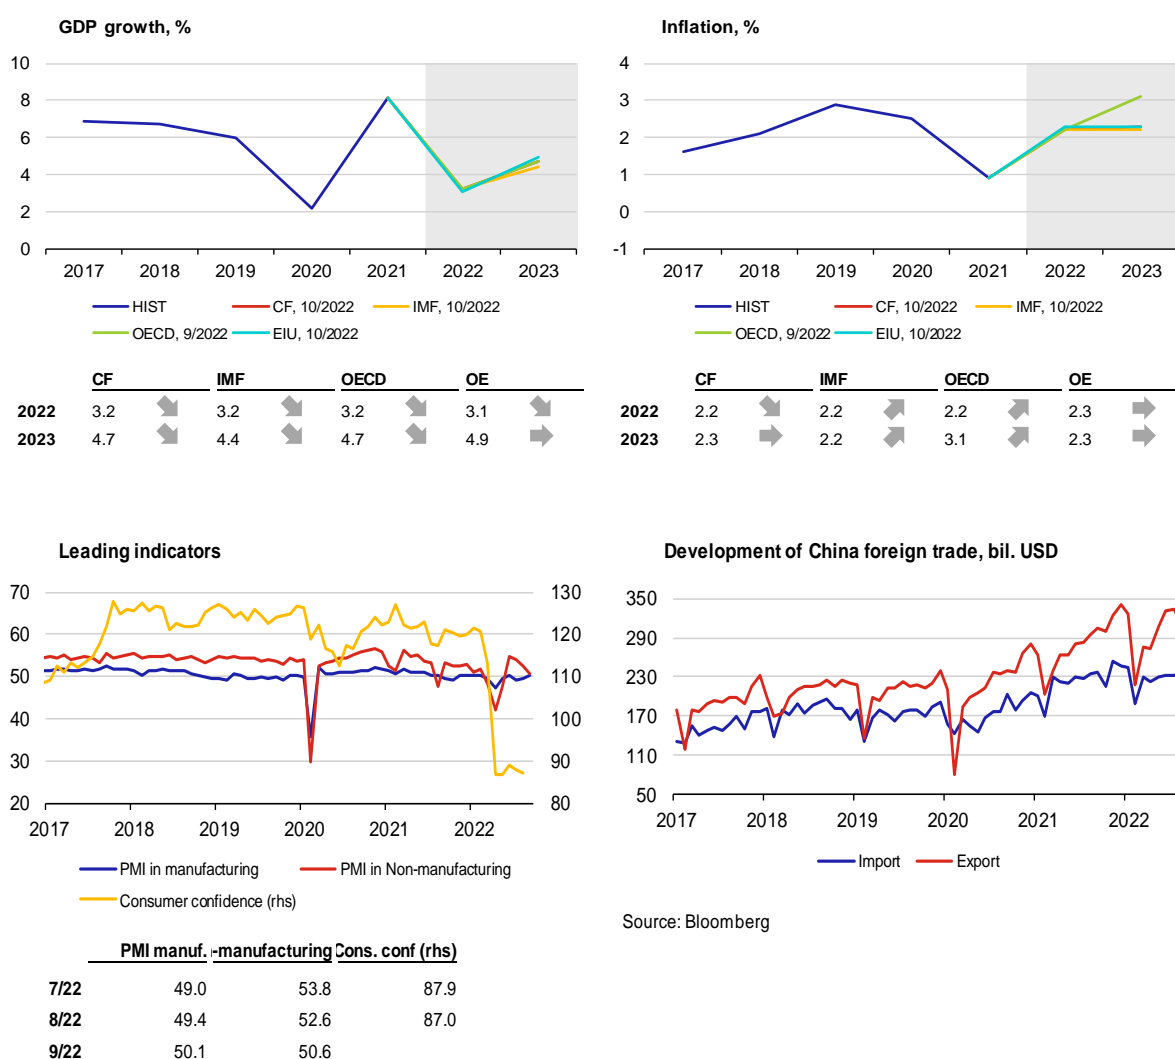 GDP growth, %
10
8
6
4
2
0
2017 2018 2019 2020 2021 2022 2023
HIST CF, 10/2022 IMF, 10/2022
OECD, 9/2022 EIU, 10/2022
CF IMF OECD OE
2022 3.2 3.2 3.2 3.1
2023 4.7 4.4 4.7 4.9
Inflation, %
4
3
2
1
0
-1
2017 2018 2019 2020 2021 2022 2023
HIST CF, 10/2022 IMF, 10/2022
OECD, 9/2022 EIU, 10/2022
CF IMF OECD OE
2022 2.2 2.2 2.2 2.3
2023 2.3 2.2 3.1 2.3
Leading indicators
70 130
60 120
50 110
40 100
30 90
20 80
2017 2018 2019 2020 2021 2022
PMI in manufacturing PMI in Non-manufacturing
Consumer confidence (rhs)
PMI manuf. -manufacturing Cons. conf (rhs)
7/22 49.0 53.8 87.9
8/22 49.4 52.6 87.0
9/22 50.1 50.6
Development of China foreign trade, bil. USD
350
290
230
170
110
50
2017 2018 2019 2020 2021 2022
Import Export
Source: Bloomberg